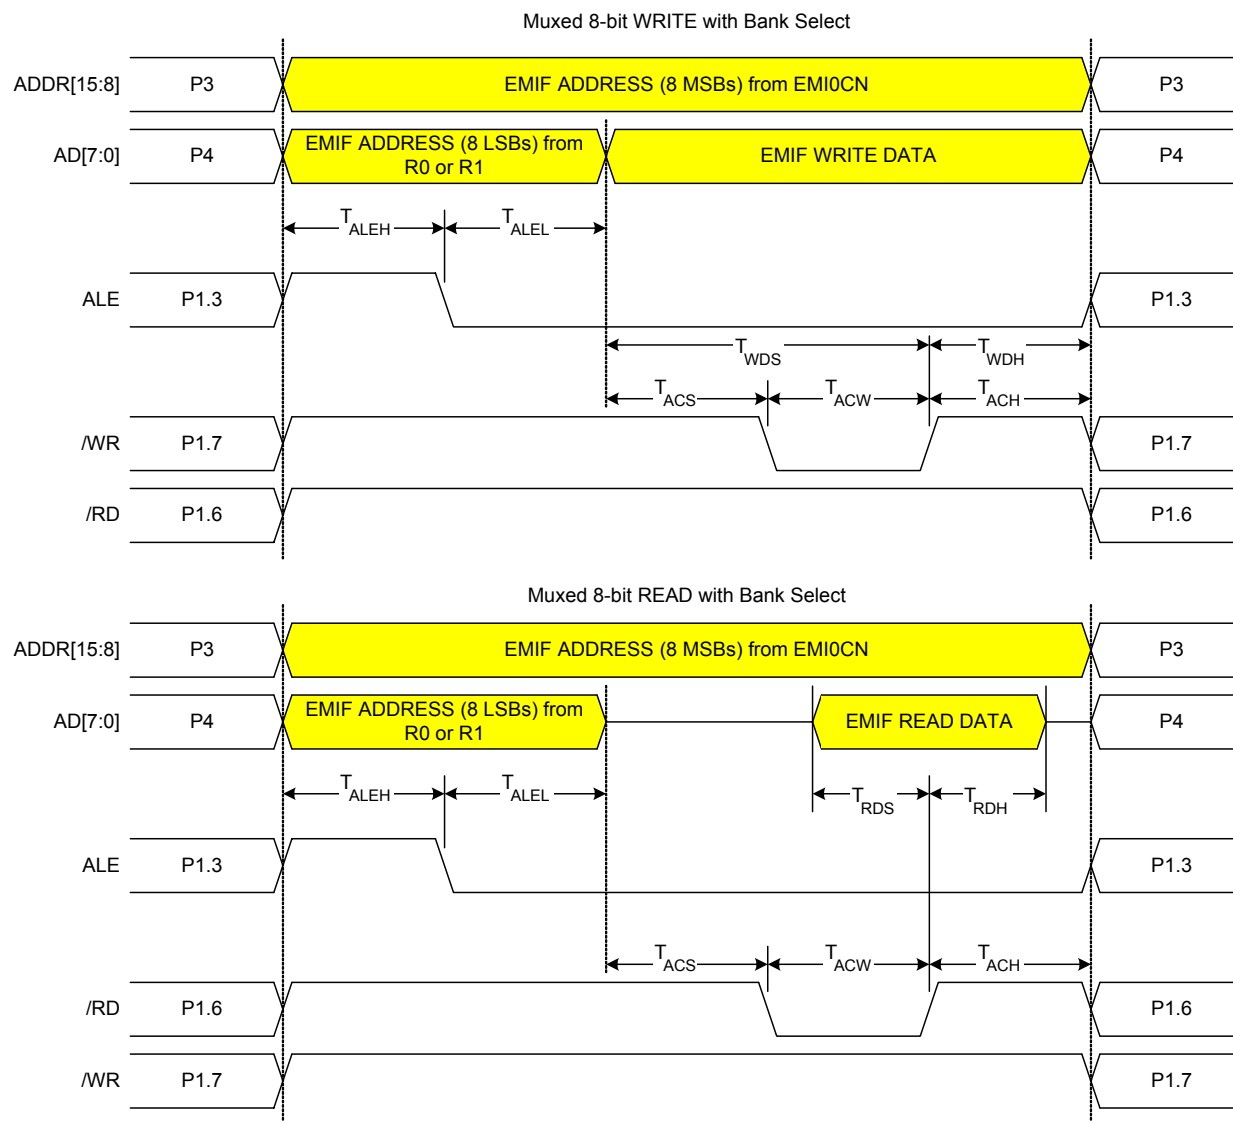 Muxed 8-bit WRITE with Bank Select
ADDR[15:8] P3 EMIF ADDRESS (8 MSBs) from EMI0CN P3
AD[7:0] P4 EMIF ADDRESS (8 LSBs) from R0 or R1 EMIF WRITE DATA P4
TALEH TALEL
ALE P1.3 P1.3
TWDS TWDH
TACS TACW TACH
/WR P1.7 P1.7
/RD P1.6 P1.6
Muxed 8-bit READ with Bank Select
ADDR[15:8] P3 EMIF ADDRESS (8 MSBs) from EMI0CN P3
AD[7:0] P4 EMIF ADDRESS (8 LSBs) from R0 or R1 EMIF READ DATA P4
TALEH TALEL TRDS TRDH
ALE P1.3 P1.3
TACS TACW TACH
/RD P1.6 P1.6
/WR P1.7 P1.7